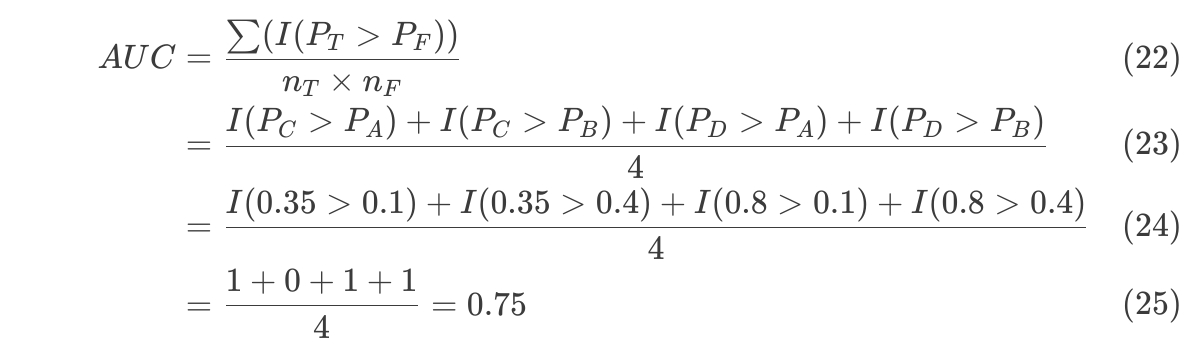 AUC = ∑(I(P_T > P_F)) / n_T × n_F (22)
= I(P_C > P_A) + I(P_C > P_B) + I(P_D > P_A) + I(P_D > P_B) / 4 (23)
= I(0.35 > 0.1) + I(0.35 > 0.4) + I(0.8 > 0.1) + I(0.8 > 0.4) / 4 (24)
= 1 + 0 + 1 + 1 / 4 = 0.75 (25)